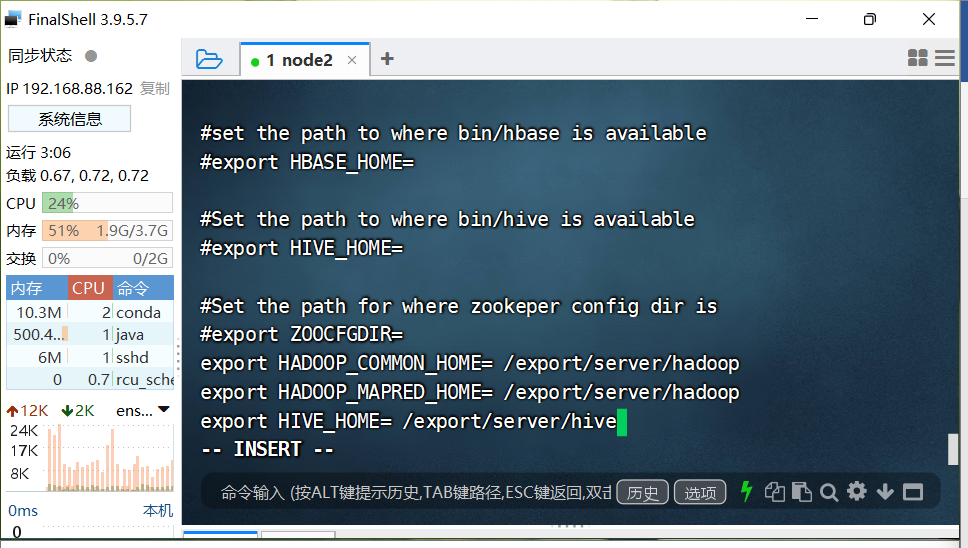 FinalShell 3.9.5.7
同步状态
IP 192.168.88.162 复制
系统信息
运行 3:06
负载 0.67, 0.72, 0.72
CPU 24%
内存 51% 1.9G/3.7G
交换 0% 0/2G
内存 CPU 命令
10.3M 2 conda
500.4... 1 java
6M 1 sshd
0 0.7 rcu_sche
12K 2K ens...
24K
17K
8K
0ms 本机
0
1 node2
#set the path to where bin/hbase is available
#export HBASE_HOME=
#Set the path to where bin/hive is available
#export HIVE_HOME=
#Set the path for where zookeper config dir is
#export ZOOCFGDIR=
export HADOOP_COMMON_HOME= /export/server/hadoop
export HADOOP_MAPRED_HOME= /export/server/hadoop
export HIVE_HOME= /export/server/hive
-- INSERT --
命令输入 (按ALT键提示历史,TAB键路径,ESC键返回,双击 历史 选项